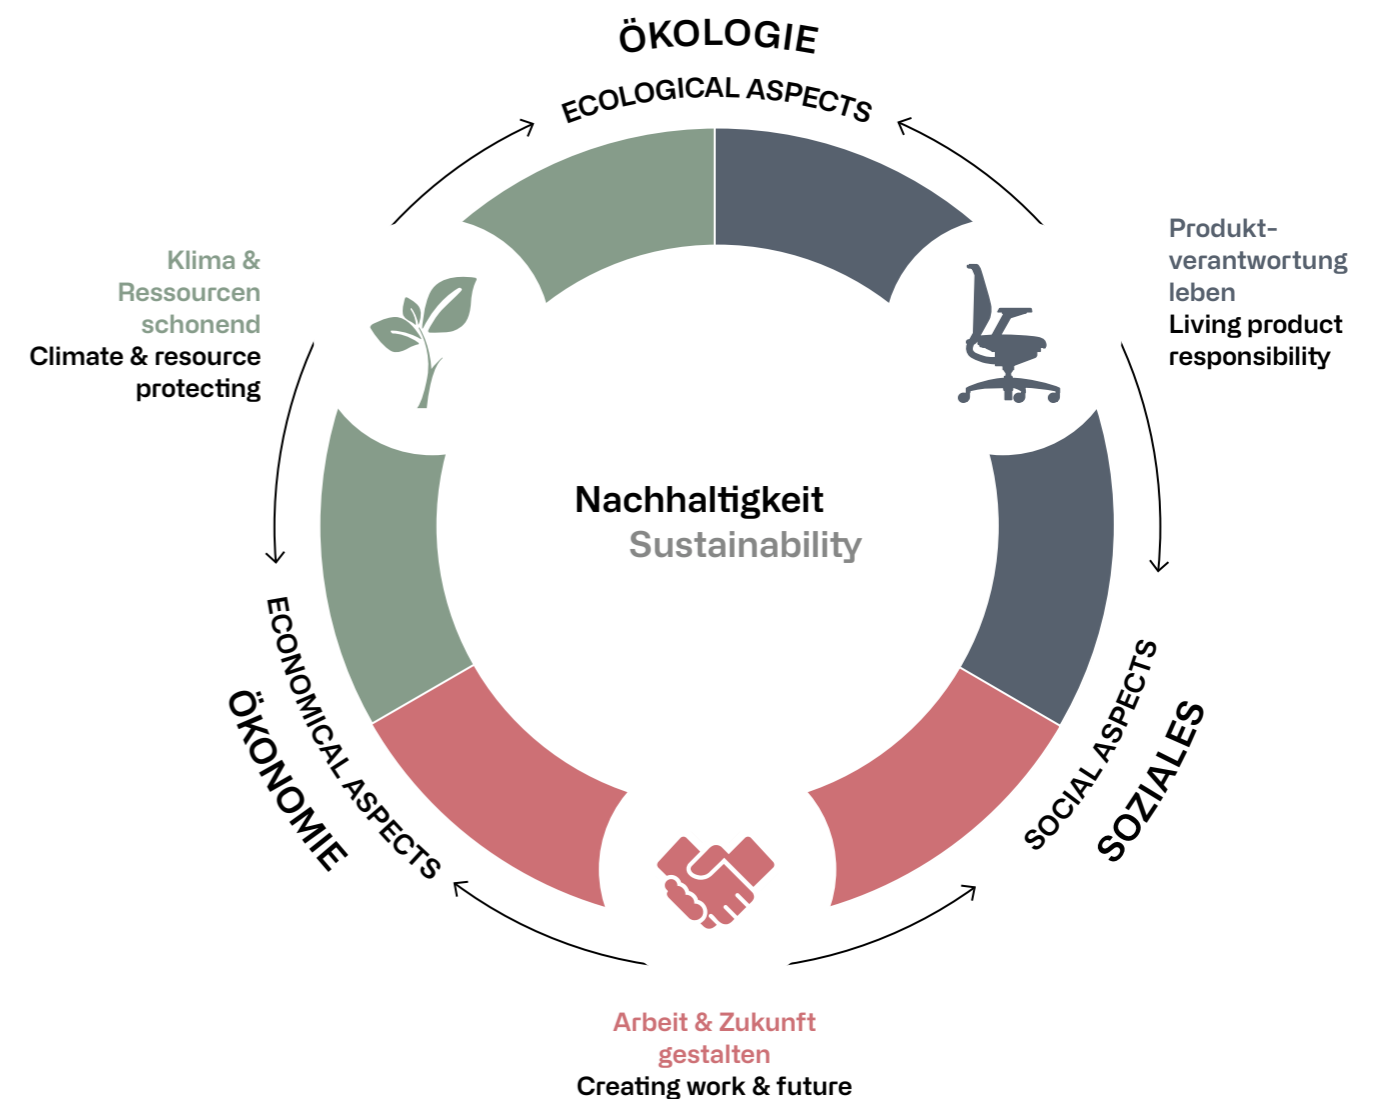 ÖKOLOGIE
ECOLOGICAL ASPECTS
Klima &
Ressourcen
schonend
Climate & resource
protecting
Produkt-
verantwortung
leben
Living product
responsibility
Nachhaltigkeit
Sustainability
ECONOMICAL ASPECTS
ÖKONOMIE
SOCIAL ASPECTS
SOZIALES
Arbeit & Zukunft
gestalten
Creating work & future